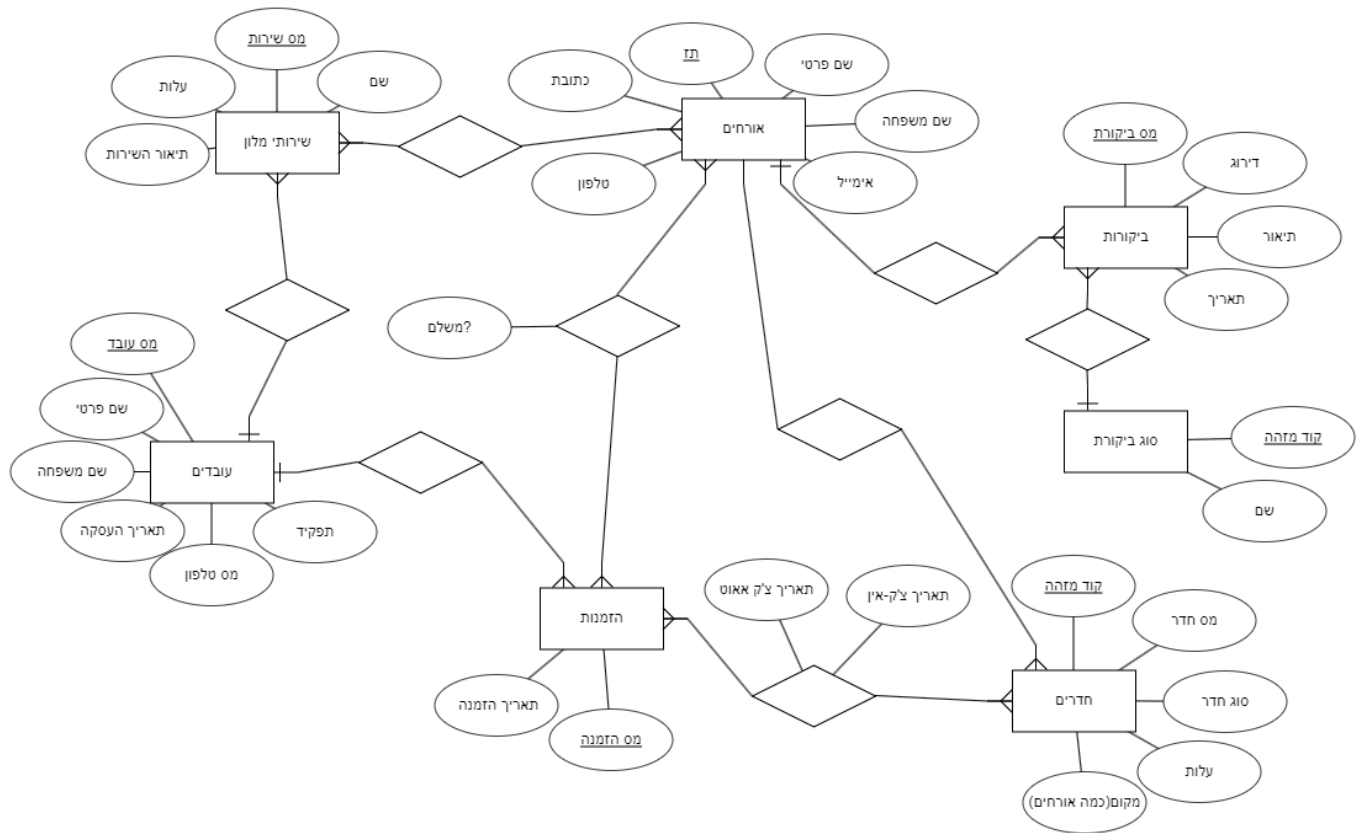 מס שירות
עלות
שם
שירותי מלון
תיאור השירות
תז
כתובת
שם פרטי
אורחים
שם משפחה
טלפון
אימייל
מס ביקורת
דירוג
ביקורות
תיאור
תאריך
משלם?
מס עובד
שם פרטי
עובדים
שם משפחה
תאריך העסקה
תפקיד
מס טלפון
סוג ביקורת
קוד מזהה
שם
הזמנות
תאריך הזמנה
מס הזמנה
תאריך צ'ק אאוט
תאריך צ'ק-אין
קוד מזהה
מס חדר
חדרים
סוג חדר
עלות
מקום(כמה אורחים)